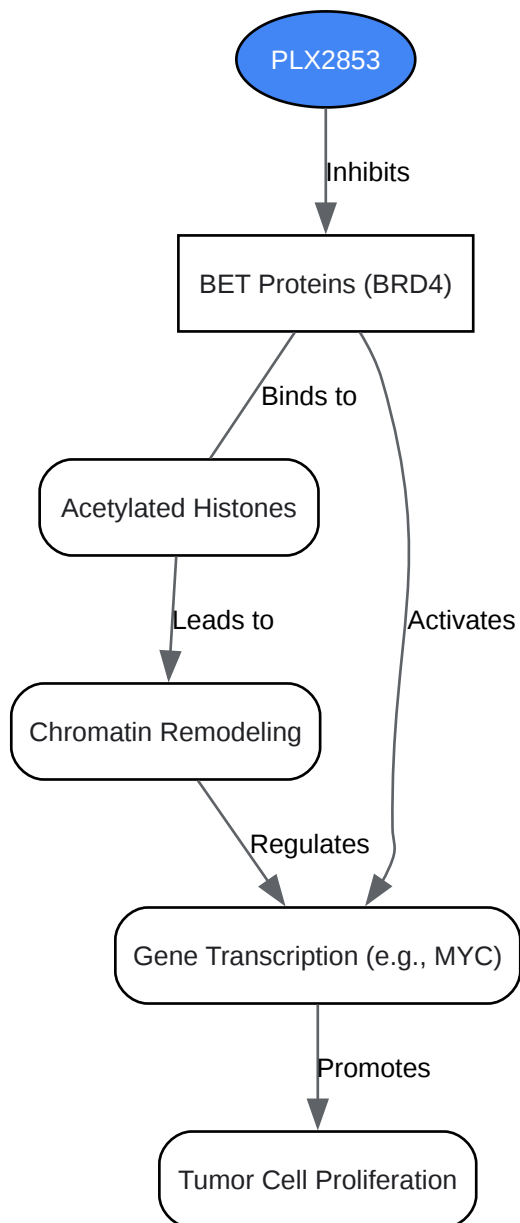 PLX2853
Inhibits
BET Proteins (BRD4)
Binds to
Acetylated Histones
Leads to
Activates
Chromatin Remodeling
Regulates
Gene Transcription (e.g., MYC)
Promotes
Tumor Cell Proliferation